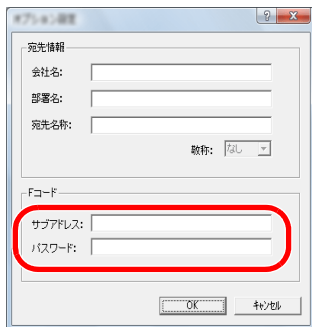 オプション設定
宛先情報
会社名:
部署名:
宛先名称:
敬称: なし
Fコード
サブアドレス:
パスワード:
OK キャンセル